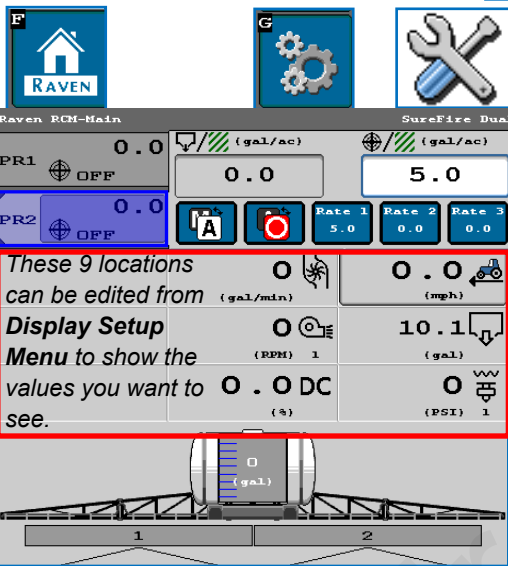 F
RAVEN
G
Raven RCM-Main
SureFire Dual
PR1
0.0
OFF
(gal/ac)
0.0
(gal/ac)
5.0
PR2
0.0
OFF
A
Rate 1
5.0
Rate 2
0.0
Rate 3
0.0
These 9 locations
can be edited from
Display Setup
Menu to show the
values you want to
see.
0
(gal/min)
0.0
(mph)
0
(RPM) 1
10.1
(gal)
0.0 DC
(%)
0
(PSI) 1
0
(gal)
1
2